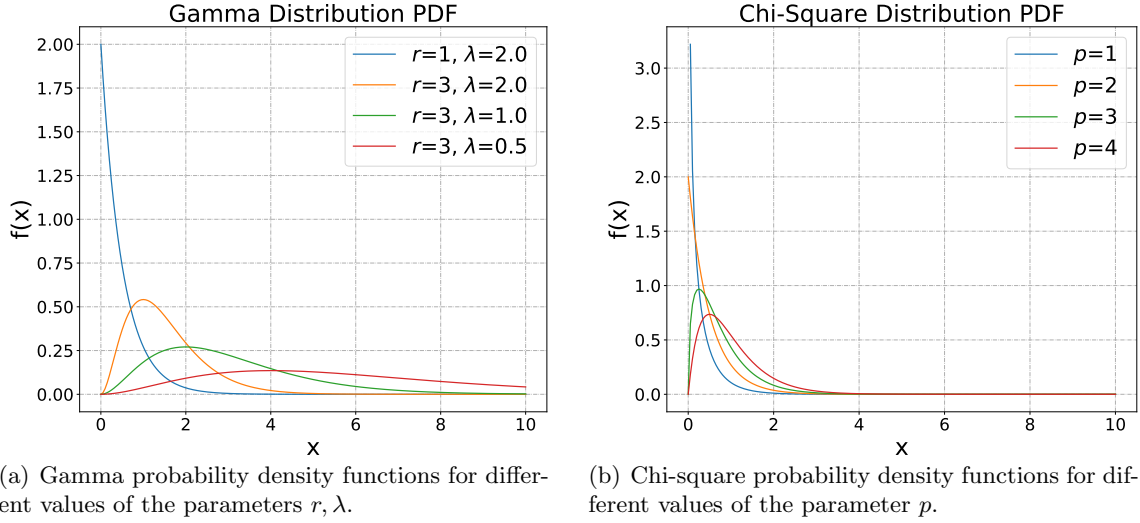 Gamma Distribution PDF
f(x)
2.00
1.75
1.50
1.25
1.00
0.75
0.50
0.25
0.00
r=1, λ=2.0
r=3, λ=2.0
r=3, λ=1.0
r=3, λ=0.5
0 2 4 6 8 10
x
(a) Gamma probability density functions for differ-
ent values of the parameters r, λ.
Chi-Square Distribution PDF
f(x)
3.0
2.5
2.0
1.5
1.0
0.5
0.0
p=1
p=2
p=3
p=4
0 2 4 6 8 10
x
(b) Chi-square probability density functions for dif-
ferent values of the parameter p.